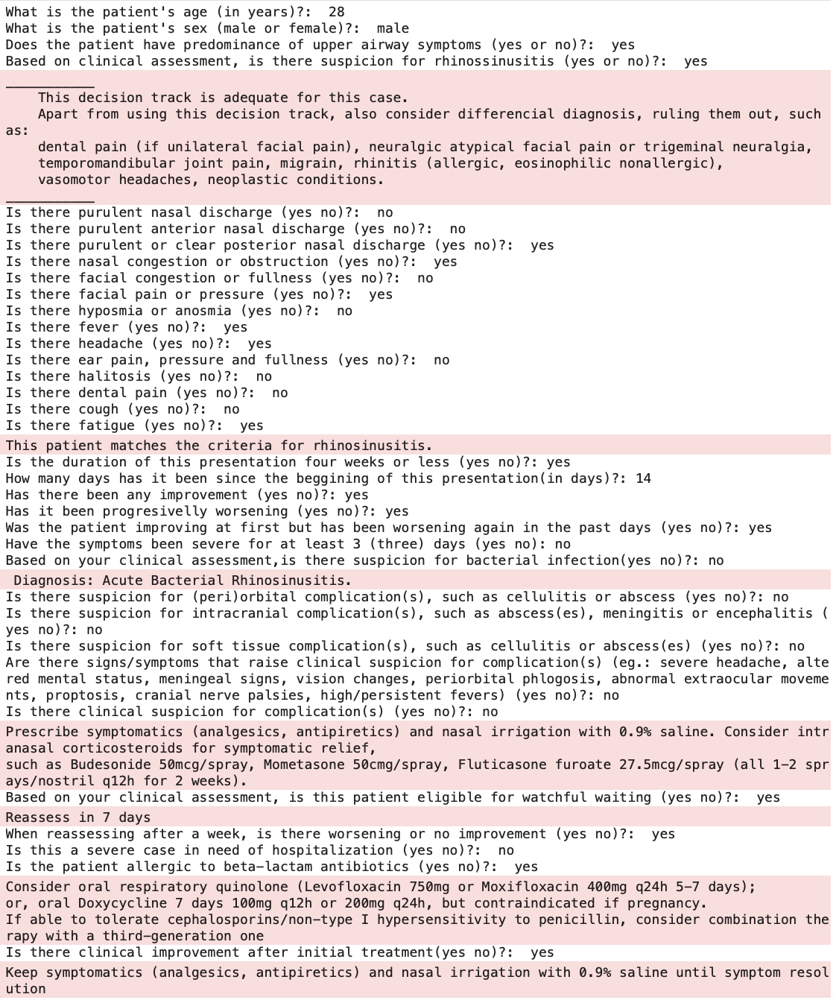 What is the patient's age (in years)?:  28
What is the patient's sex (male or female)?:  male
Does the patient have predominance of upper airway symptoms (yes or no)?:  yes
Based on clinical assessment, is there suspicion for rhinossinusitis (yes or no)?:  yes
___________
    This decision track is adequate for this case.
    Apart from using this decision track, also consider differencial diagnosis, ruling them out, such
as:
    dental pain (if unilateral facial pain), neuralgic atypical facial pain or trigeminal neuralgia,
    temporomandibular joint pain, migrain, rhinitis (allergic, eosinophilic nonallergic),
    vasomotor headaches, neoplastic conditions.
___________
Is there purulent nasal discharge (yes no)?:  no
Is there purulent anterior nasal discharge (yes no)?:  no
Is there purulent or clear posterior nasal discharge (yes no)?:  yes
Is there nasal congestion or obstruction (yes no)?:  yes
Is there facial congestion or fullness (yes no)?:  no
Is there facial pain or pressure (yes no)?:  yes
Is there hyposmia or anosmia (yes no)?:  no
Is there fever (yes no)?:  yes
Is there headache (yes no)?:  yes
Is there ear pain, pressure and fullness (yes no)?:  no
Is there halitosis (yes no)?:  no
Is there dental pain (yes no)?:  no
Is there cough (yes no)?:  no
Is there fatigue (yes no)?:  yes
This patient matches the criteria for rhinosinusitis.
Is the duration of this presentation four weeks or less (yes no)?: yes
How many days has it been since the beggining of this presentation(in days)?: 14
Has there been any improvement (yes no)?: yes
Has it been progresivelly worsening (yes no)?: yes
Was the patient improving at first but has been worsening again in the past days (yes no)?: yes
Have the symptoms been severe for at least 3 (three) days (yes no): no
Based on your clinical assessment,is there suspicion for bacterial infection(yes no)?: no
 Diagnosis: Acute Bacterial Rhinosinusitis.
Is there suspicion for (peri)orbital complication(s), such as cellulitis or abscess (yes no)?: no
Is there suspicion for intracranial complication(s), such as abscess(es), meningitis or encephalitis (
yes no)?: no
Is there suspicion for soft tissue complication(s), such as cellulitis or abscess(es) (yes no)?: no
Are there signs/symptoms that raise clinical suspicion for complication(s) (eg.: severe headache, alte
red mental status, meningeal signs, vision changes, periorbital phlogosis, abnormal extraocular moveme
nts, proptosis, cranial nerve palsies, high/persistent fevers) (yes no)?: no
Is there clinical suspicion for complication(s) (yes no)?: no
Prescribe symptomatics (analgesics, antipiretics) and nasal irrigation with 0.9% saline. Consider intr
anasal corticosteroids for symptomatic relief,
such as Budesonide 50mcg/spray, Mometasone 50cmg/spray, Fluticasone furoate 27.5mcg/spray (all 1-2 spr
ays/nostril q12h for 2 weeks).
Based on your clinical assessment, is this patient eligible for watchful waiting (yes no)?:  yes
Reassess in 7 days
When reassessing after a week, is there worsening or no improvement (yes no)?:  yes
Is this a severe case in need of hospitalization (yes no)?:  no
Is the patient allergic to beta-lactam antibiotics (yes no)?:  yes
Consider oral respiratory quinolone (Levofloxacin 750mg or Moxifloxacin 400mg q24h 5-7 days);
or, oral Doxycycline 7 days 100mg q12h or 200mg q24h, but contraindicated if pregnancy.
If able to tolerate cephalosporins/non-type I hypersensitivity to penicillin, consider combination the
rapy with a third-generation one
Is there clinical improvement after initial treatment(yes no)?:  yes
Keep symptomatics (analgesics, antipiretics) and nasal irrigation with 0.9% saline until symptom resol
ution